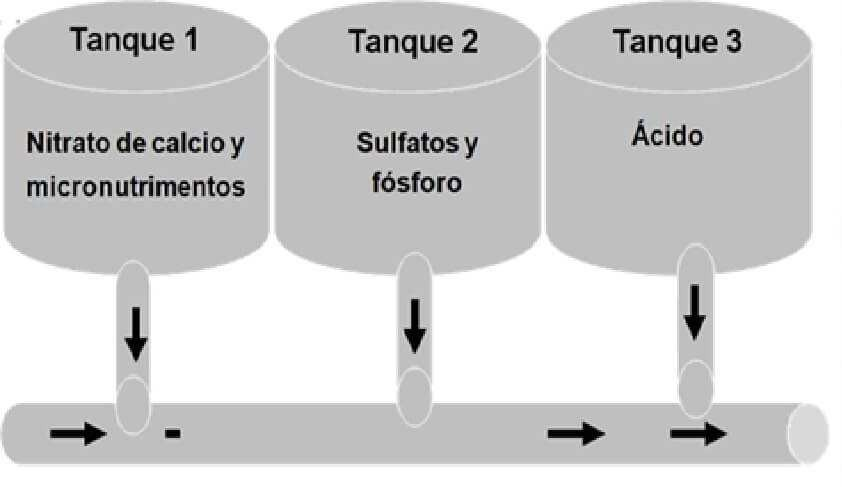 Tanque 1
Tanque 2
Tanque 3
Nitrato de calcio y
micronutrimentos
Sulfatos y
fósforo
Ácido